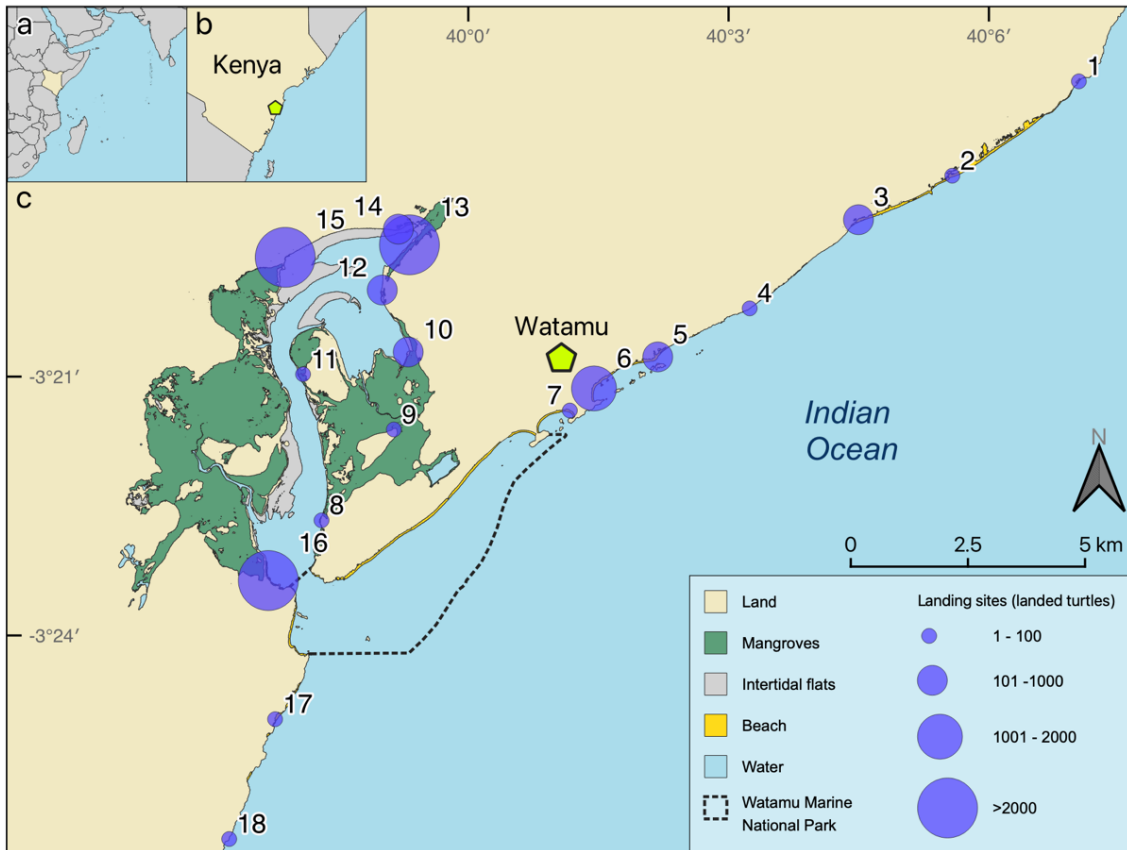 a
b
Kenya
40°0′
40°3′
40°6′
1
2
c
3
13
14
15
12
4
Watamu
5
10
6
-3°21′
11
7
Indian
Ocean
9
N
8
16
0
2.5
5 km
Land
Mangroves
Intertidal flats
Beach
Water
Watamu Marine
National Park
Landing sites (landed turtles)
1 - 100
101 -1000
1001 - 2000
>2000
-3°24′
17
18